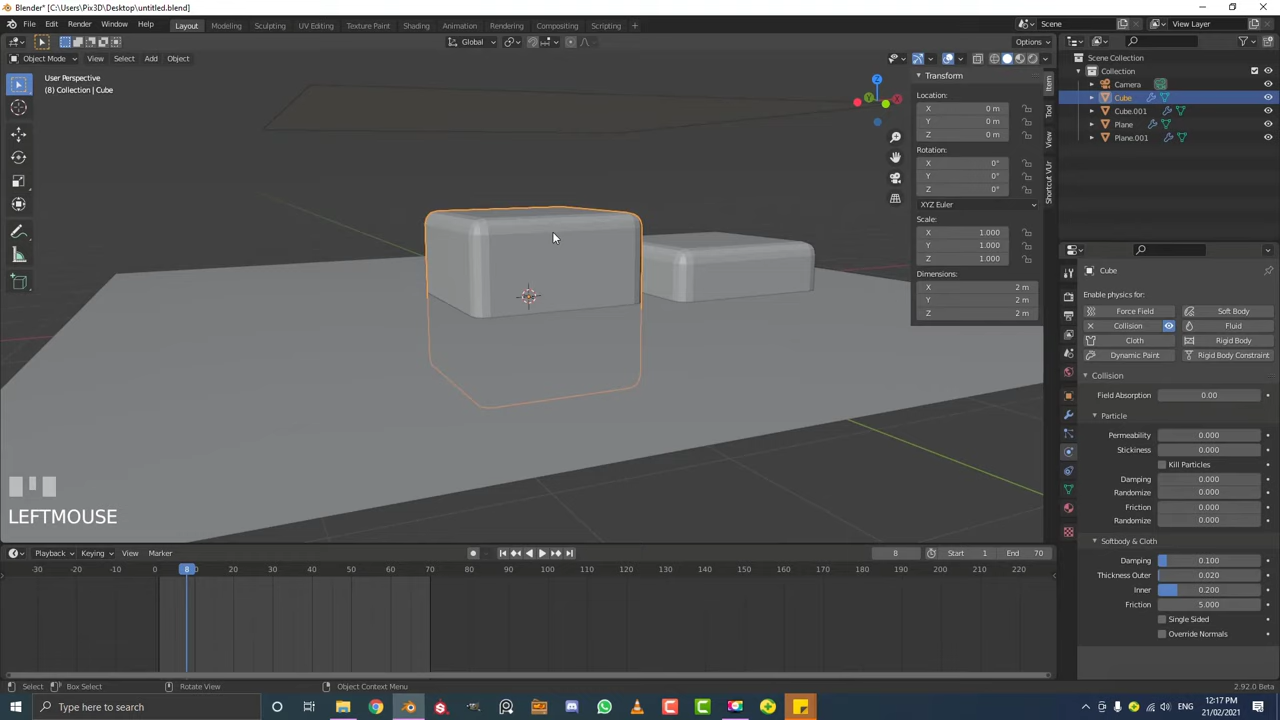 Blender* [C:\Users\Pix3D\Desktop\untitled.blend]
File Edit Render Window Help Layout Modeling Sculpting UV Editing Texture Paint Shading Animation Rendering Compositing Scripting + Scene View Layer
Global Options
Object Mode View Select Add Object
User Perspective
(8) Collection | Cube
Z
Y
X
Transform
Location:
X 0 m
Y 0 m
Z 0 m
Rotation:
X 0°
Y 0°
Z 0°
XYZ Euler
Scale:
X 1.000
Y 1.000
Z 1.000
Dimensions:
X 2 m
Y 2 m
Z 2 m
Item
Tool
View
Shortcut VUr
Scene Collection
Collection
Camera
Cube
Cube.001
Plane
Plane.001
Cube
Enable physics for:
Force Field Soft Body
Collision Fluid
Cloth Rigid Body
Dynamic Paint Rigid Body Constraint
Collision
Field Absorption 0.00
Particle
Permeability 0.000
Stickiness 0.000
Kill Particles
Damping 0.000
Randomize 0.000
Friction 0.000
Randomize 0.000
Softbody & Cloth
Damping 0.100
Thickness Outer 0.020
Inner 0.200
Friction 5.000
Single Sided
Override Normals
LEFTMOUSE
Playback Keying View Marker 8 Start 1 End 70
-30 -20 -10 0 8 20 30 40 50 60 70 80 90 100 110 120 130 140 150 160 170 180 190 200 210 220
Select Box Select Rotate View Object Context Menu 2.92.0 Beta
Type here to search
ENG
12:17 PM
21/02/2021